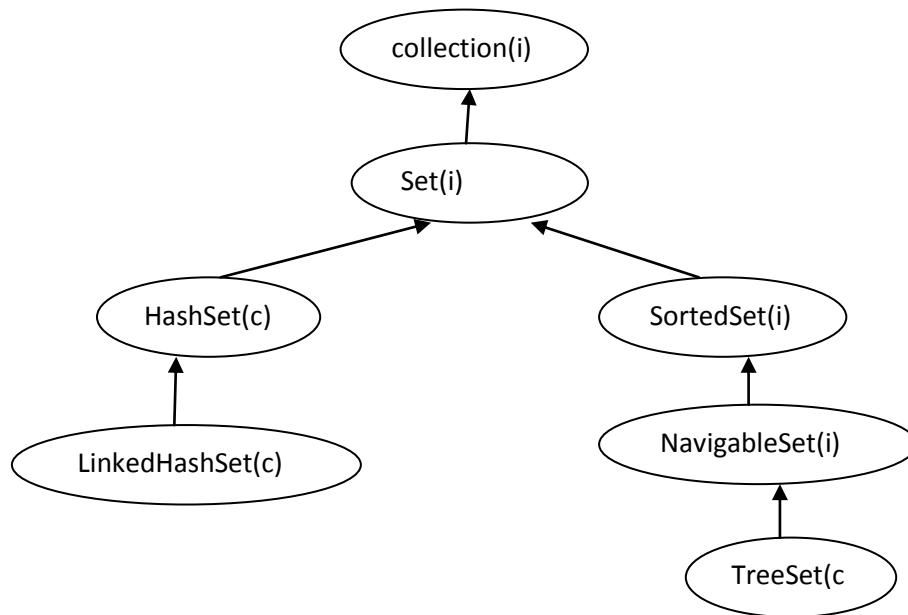 collection(i)
Set(i)
HashSet(c)
SortedSet(i)
LinkedHashSet(c)
NavigableSet(i)
TreeSet(c